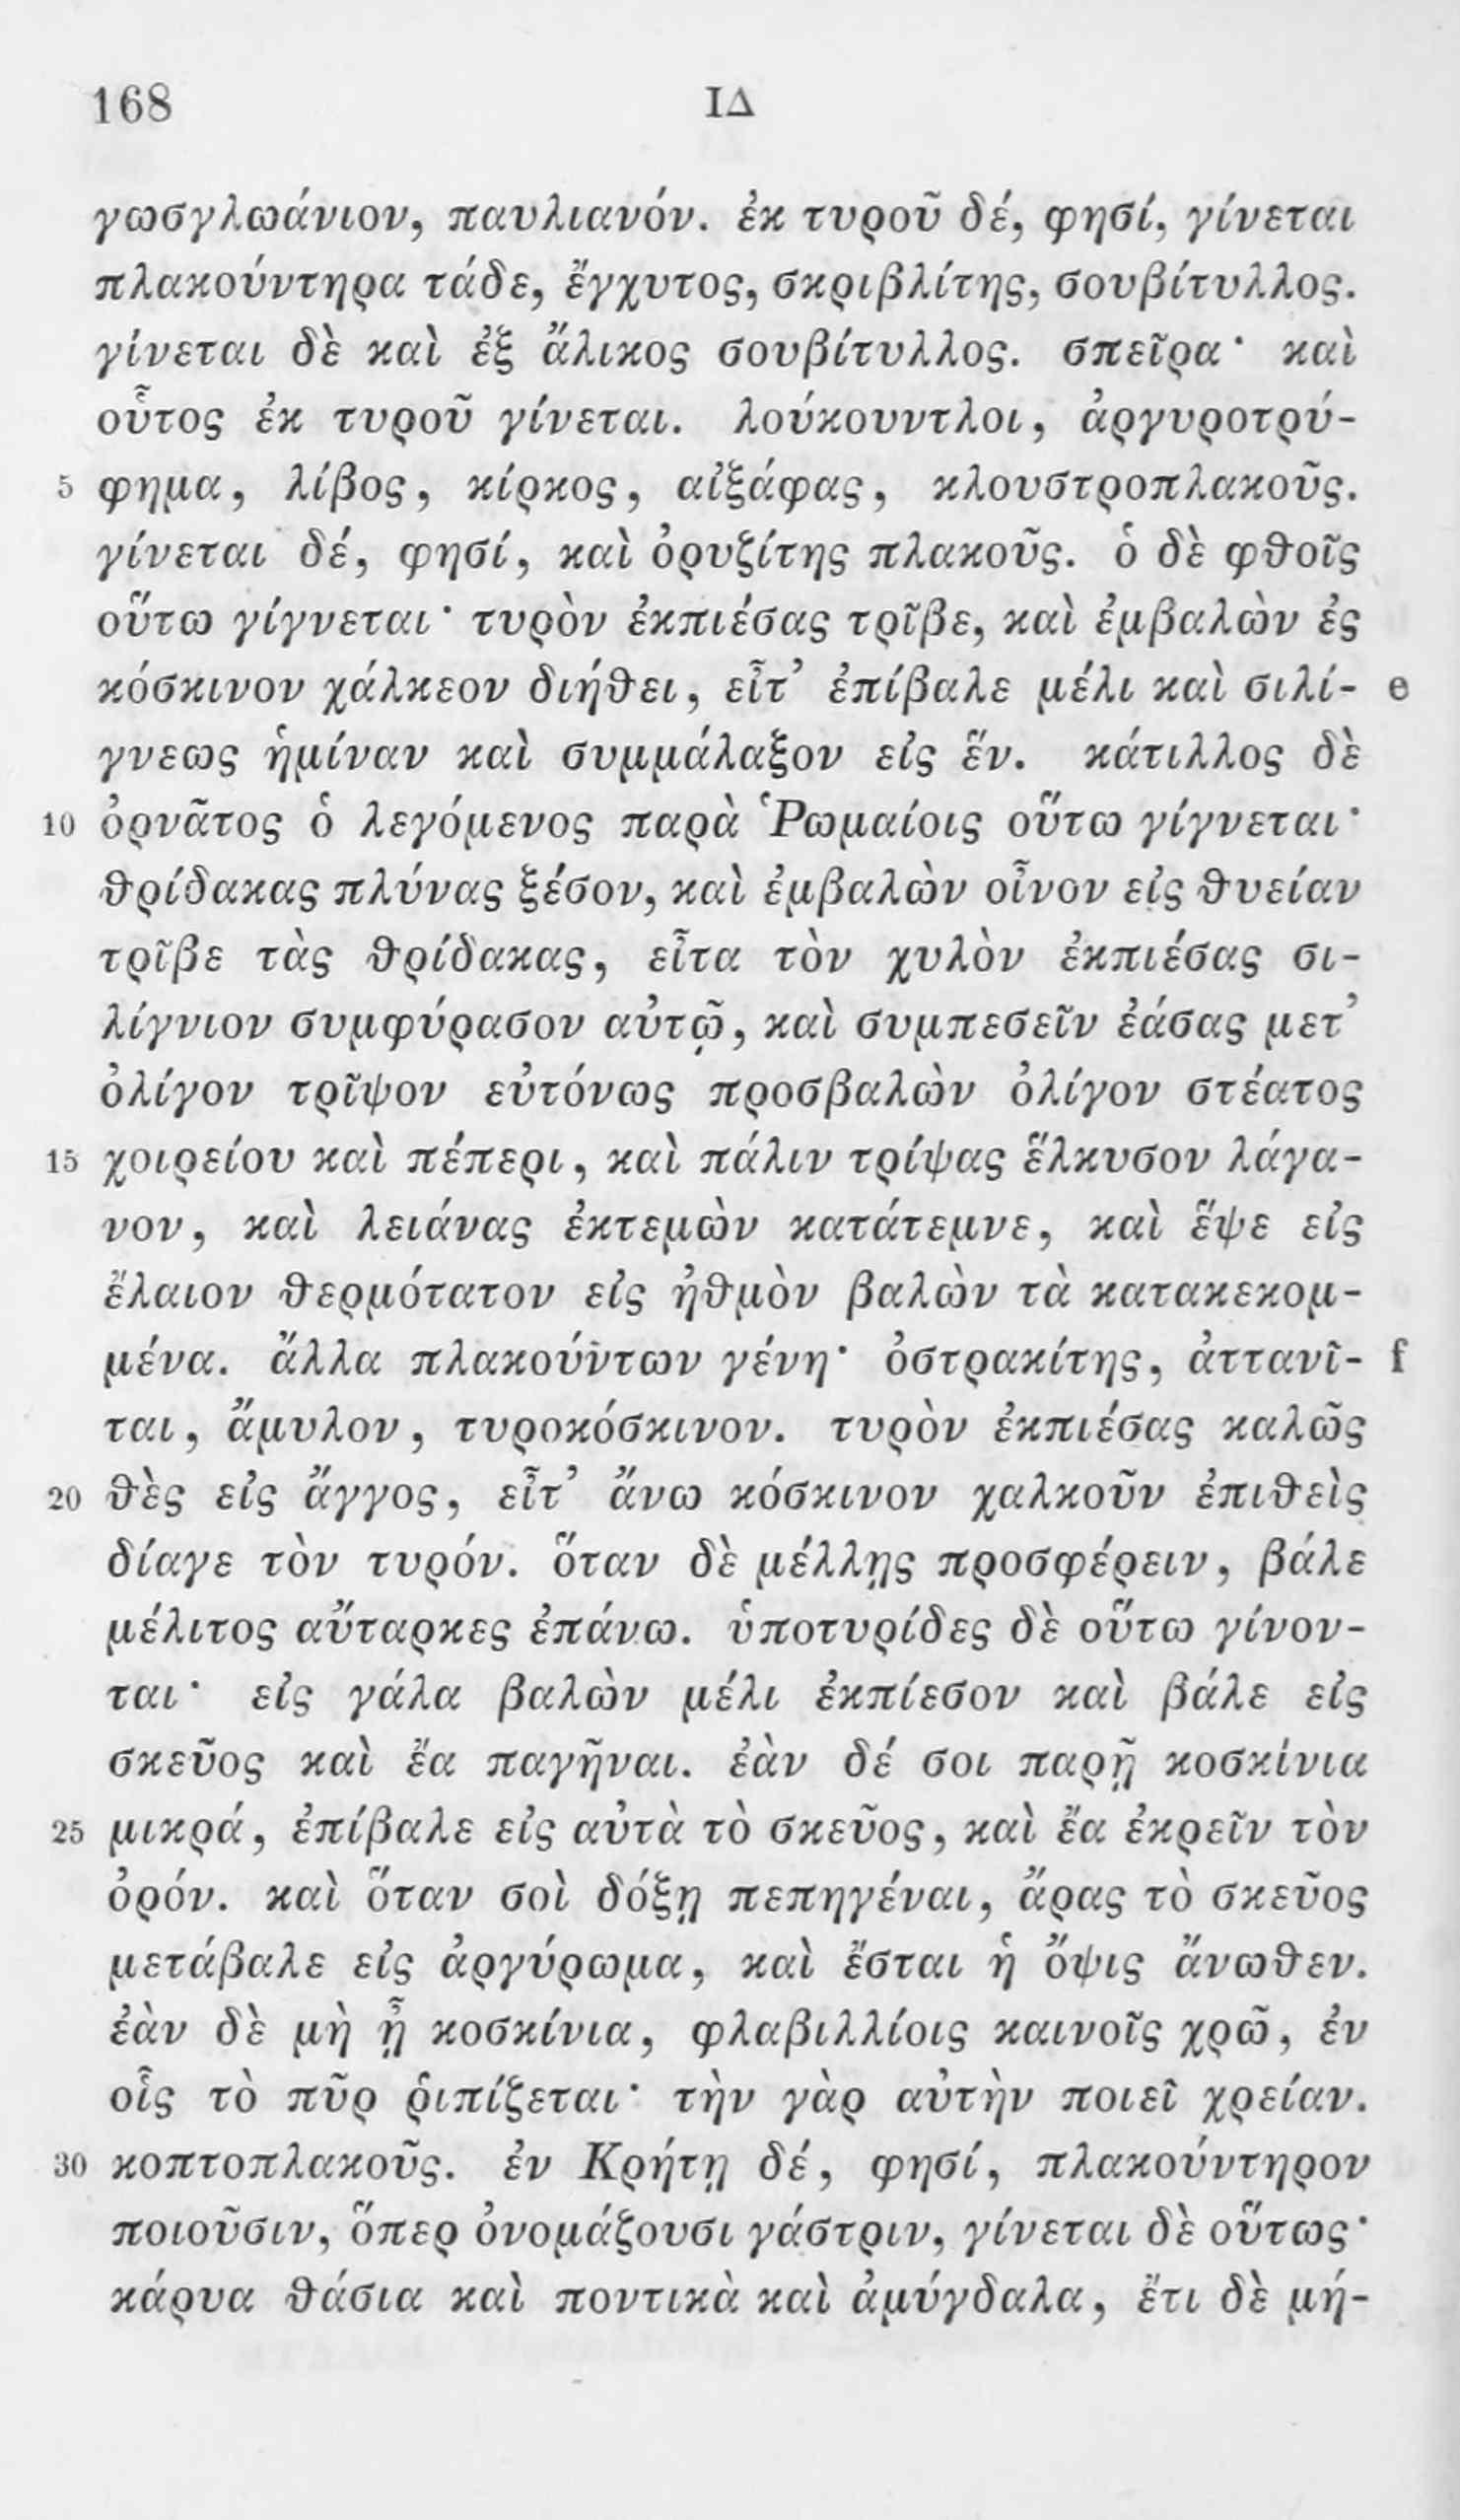 168 ΙΔ
γωσγλωάνιον, παυλιανόν. ἐκ τυροῦ δέ, φησί, γίνεται
πλακούντηρα τάδε, ἔγχυτος, σκριβλίτης, σουβίτυλλος.
γίνεται δὲ καὶ ἐξ ἄλικος σουβίτυλλος. σπεῖρα· καὶ
οὗτος ἐκ τυροῦ γίνεται. λούκουντλοι, ἀργυροτρύ-
5 φημα, λίβος, κίρκος, αἰξάφας, κλουστροπλακοῦς.
γίνεται δέ, φησί, καὶ ὀρυζίτης πλακοῦς. ὁ δὲ φθοῖς
οὕτω γίγνεται· τυρὸν ἐκπιέσας τρῖβε, καὶ ἐμβαλὼν ἐς
κόσκινον χάλκεον διήθει, εἶτ’ ἐπίβαλε μέλι καὶ σιλί- e
γνεως ἡμίναν καὶ συμμάλαξον εἰς ἕν. κάτιλλος δὲ
10 ὀρνᾶτος ὁ λεγόμενος παρὰ Ῥωμαίοις οὕτω γίγνεται·
θρίδακας πλύνας ξέσον, καὶ ἐμβαλὼν οἶνον εἰς θυείαν
τρῖβε τὰς θρίδακας, εἶτα τὸν χυλὸν ἐκπιέσας σι-
λίγνιον συμφύρασον αὐτῷ, καὶ συμπεσεῖν ἐάσας μετ’
ὀλίγον τρῖψον εὐτόνως προσβαλὼν ὀλίγον στέατος
15 χοιρείου καὶ πέπερι, καὶ πάλιν τρίψας ἕλκυσον λάγα-
νον, καὶ λειάνας ἐκτεμὼν κατάτεμνε, καὶ ἕψε εἰς
ἔλαιον θερμότατον εἰς ἠθμὸν βαλὼν τὰ κατακεκομ-
μένα. ἄλλα πλακούντων γένη· ὀστρακίτης, ἀττανῖ- f
ται, ἄμυλον, τυροκόσκινον. τυρὸν ἐκπιέσας καλῶς
20 θὲς εἰς ἄγγος, εἶτ’ ἄνω κόσκινον χαλκοῦν ἐπιθεὶς
δίαγε τὸν τυρόν. ὅταν δὲ μέλλῃς προσφέρειν, βάλε
μέλιτος αὔταρκες ἐπάνω. ὑποτυρίδες δὲ οὕτω γίνον-
ται· εἰς γάλα βαλὼν μέλι ἐκπίεσον καὶ βάλε εἰς
σκεῦος καὶ ἔα παγῆναι. ἐὰν δέ σοι παρῇ κοσκίνια
25 μικρά, ἐπίβαλε εἰς αὐτὰ τὸ σκεῦος, καὶ ἔα ἐκρεῖν τὸν
ὀρόν. καὶ ὅταν σοὶ δόξῃ πεπηγέναι, ἄρας τὸ σκεῦος
μετάβαλε εἰς ἀργύρωμα, καὶ ἔσται ἡ ὄψις ἄνωθεν.
ἐὰν δὲ μὴ ᾖ κοσκίνια, φλαβιλλίοις καινοῖς χρῶ, ἐν
οἷς τὸ πῦρ ῥιπίζεται· τὴν γὰρ αὐτὴν ποιεῖ χρείαν.
30 κοπτοπλακοῦς. ἐν Κρήτῃ δέ, φησί, πλακούντηρον
ποιοῦσιν, ὅπερ ὀνομάζουσι γάστριν, γίνεται δὲ οὕτως·
κάρυα θάσια καὶ ποντικὰ καὶ ἀμύγδαλα, ἔτι δὲ μή-